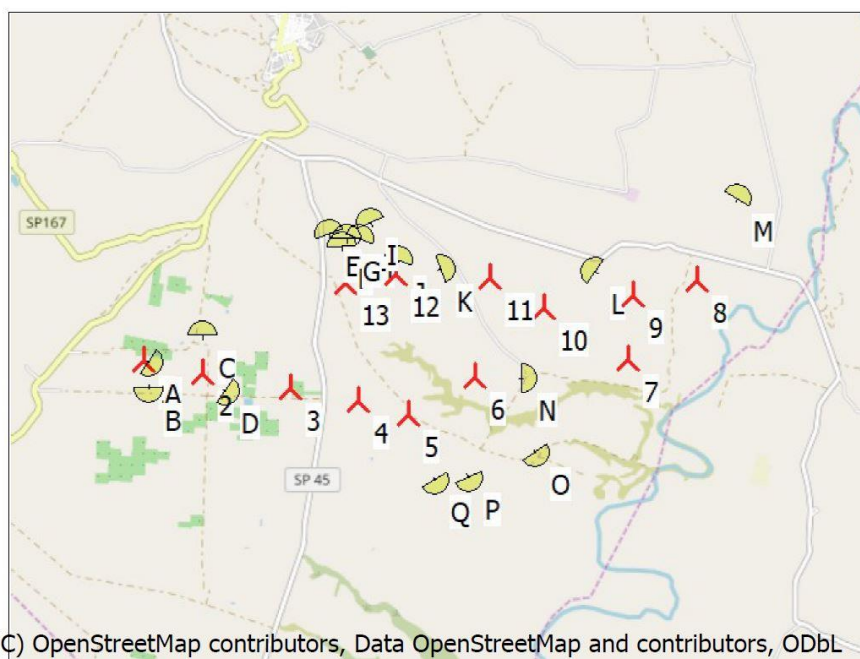 M
SP167
I
E
G
K
12
L
11
9
8
13
10
C
7
A
2
N
6
B
D
3
4
5
O
SP 45
Q
P
C) OpenStreetMap contributors, Data OpenStreetMap and contributors, ODbL